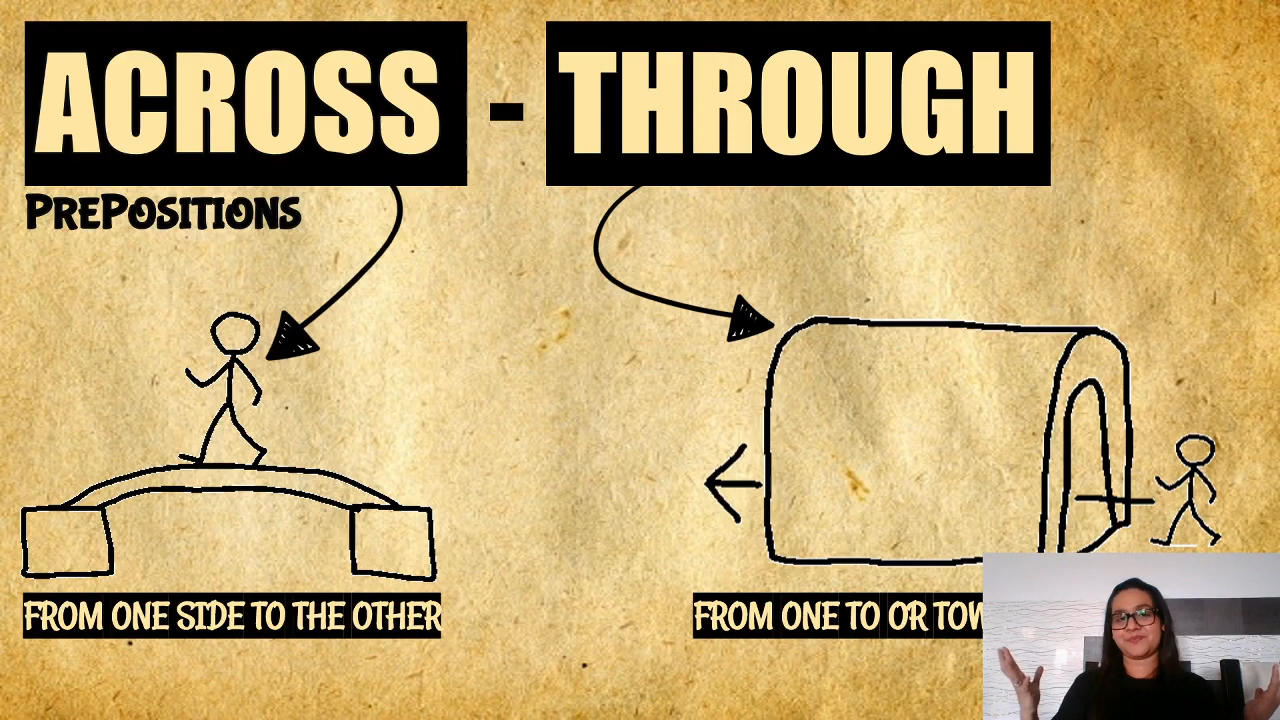 ACROSS - THROUGH
PREPOSITIONS
FROM ONE SIDE TO THE OTHER
FROM ONE TO OR